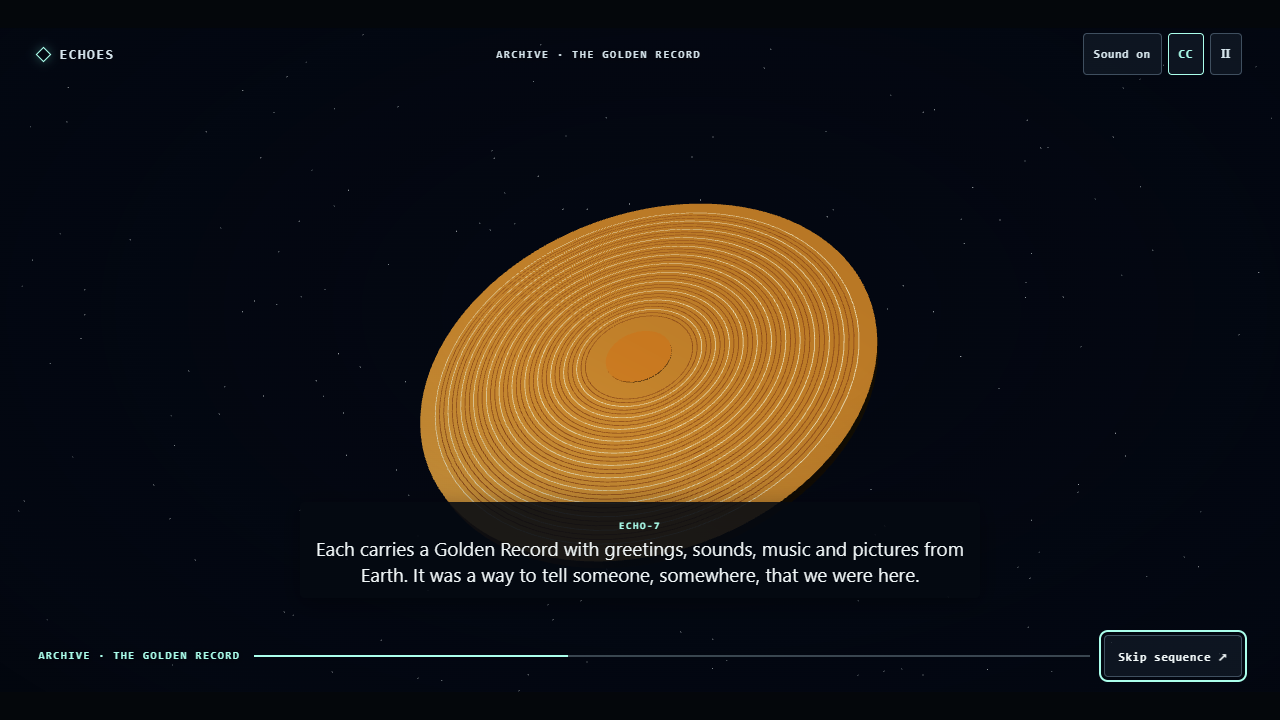 ECHOES
ARCHIVE · THE GOLDEN RECORD
Sound on
CC
II
ECHO-7
Each carries a Golden Record with greetings, sounds, music and pictures from
Earth. It was a way to tell someone, somewhere, that we were here.
ARCHIVE · THE GOLDEN RECORD
Skip sequence ↗